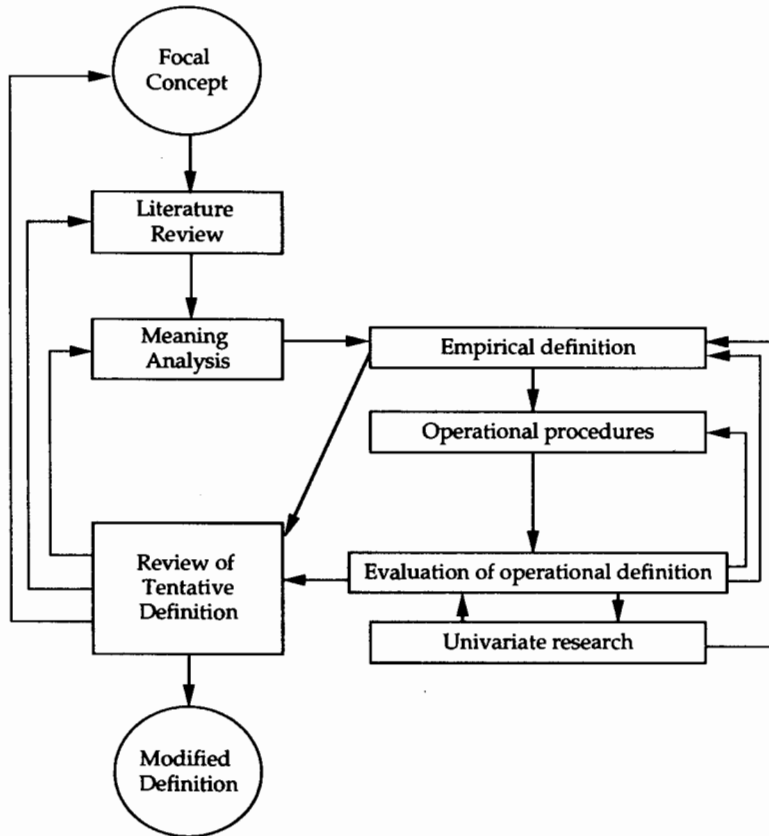 Focal
Concept
Literature
Review
Meaning
Analysis
Empirical definition
Operational procedures
Review of
Tentative
Definition
Evaluation of operational definition
Univariate research
Modified
Definition